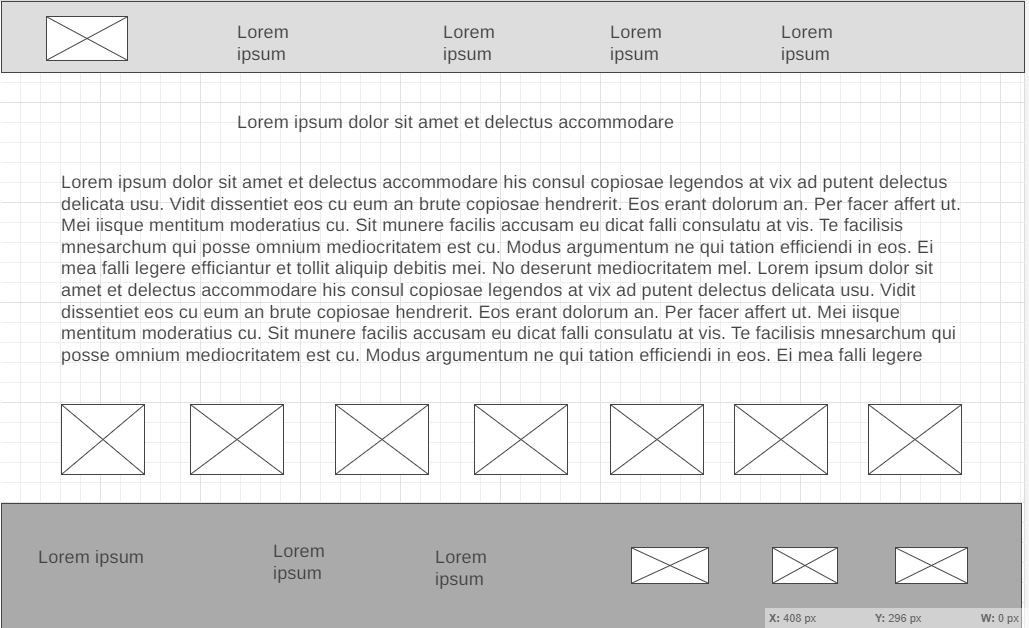 Lorem ipsum
Lorem ipsum
Lorem ipsum
Lorem ipsum
Lorem ipsum dolor sit amet et delectus accommodare
Lorem ipsum dolor sit amet et delectus accommodare his consul copiosae legendos at vix ad putent delectus
delicata usu. Vidit dissentiet eos cu eum an brute copiosae hendrerit. Eos erant dolorum an. Per facer affert ut.
Mei iisque mentitum moderatius cu. Sit munere facilis accusam eu dicat falli consulatu at vis. Te facilisis
mnesarchum qui posse omnium mediocritatem est cu. Modus argumentum ne qui tation efficiendi in eos. Ei
mea falli legere efficiantur et tollit aliquip debitis mei. No deserunt mediocritatem mel. Lorem ipsum dolor sit
amet et delectus accommodare his consul copiosae legendos at vix ad putent delectus delicata usu. Vidit
dissentiet eos cu eum an brute copiosae hendrerit. Eos erant dolorum an. Per facer affert ut. Mei iisque
mentitum moderatius cu. Sit munere facilis accusam eu dicat falli consulatu at vis. Te facilisis mnesarchum qui
posse omnium mediocritatem est cu. Modus argumentum ne qui tation efficiendi in eos. Ei mea falli legere
Lorem ipsum
Lorem ipsum
Lorem ipsum
X: 408 px Y: 296 px W: 0 px